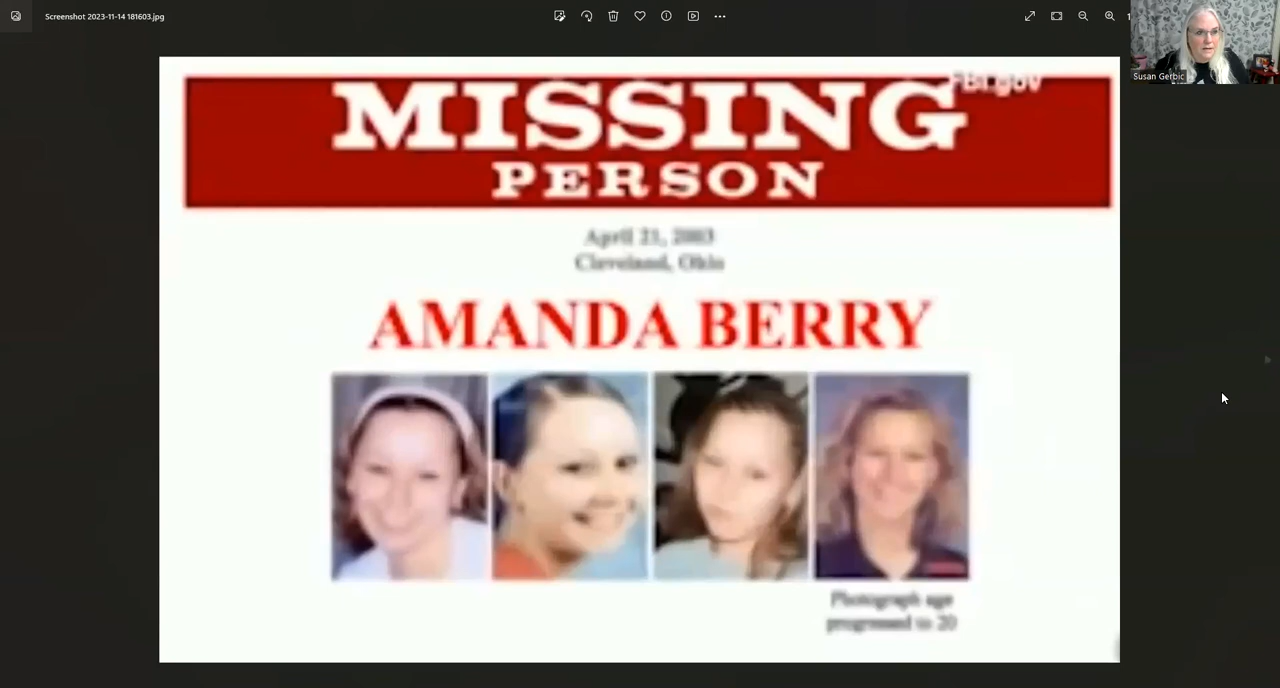 Screenshot 2023-11-14 181603.jpg
Susan Gerbic
FBI.gov
MISSING
PERSON
April 21, 2003
Cleveland, Ohio
AMANDA BERRY
Photograph age
progressed to 20